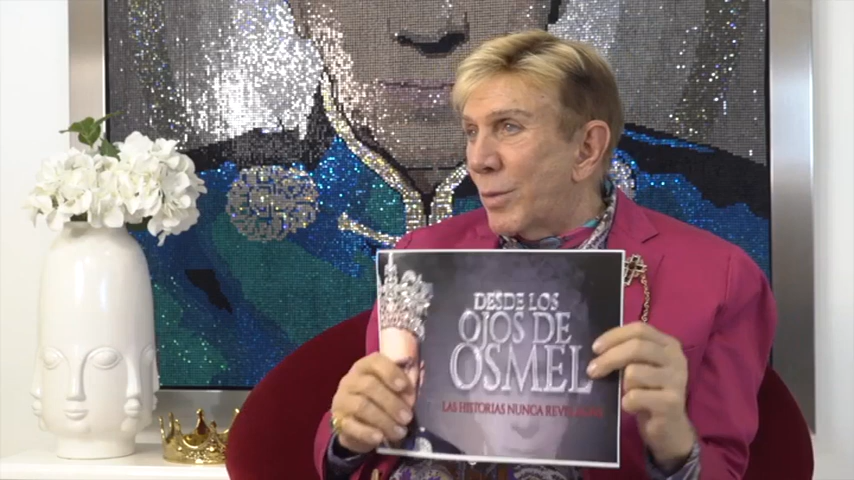 DESDE LOS
OJOS DE
OSMEL
LAS HISTORIAS NUNCA